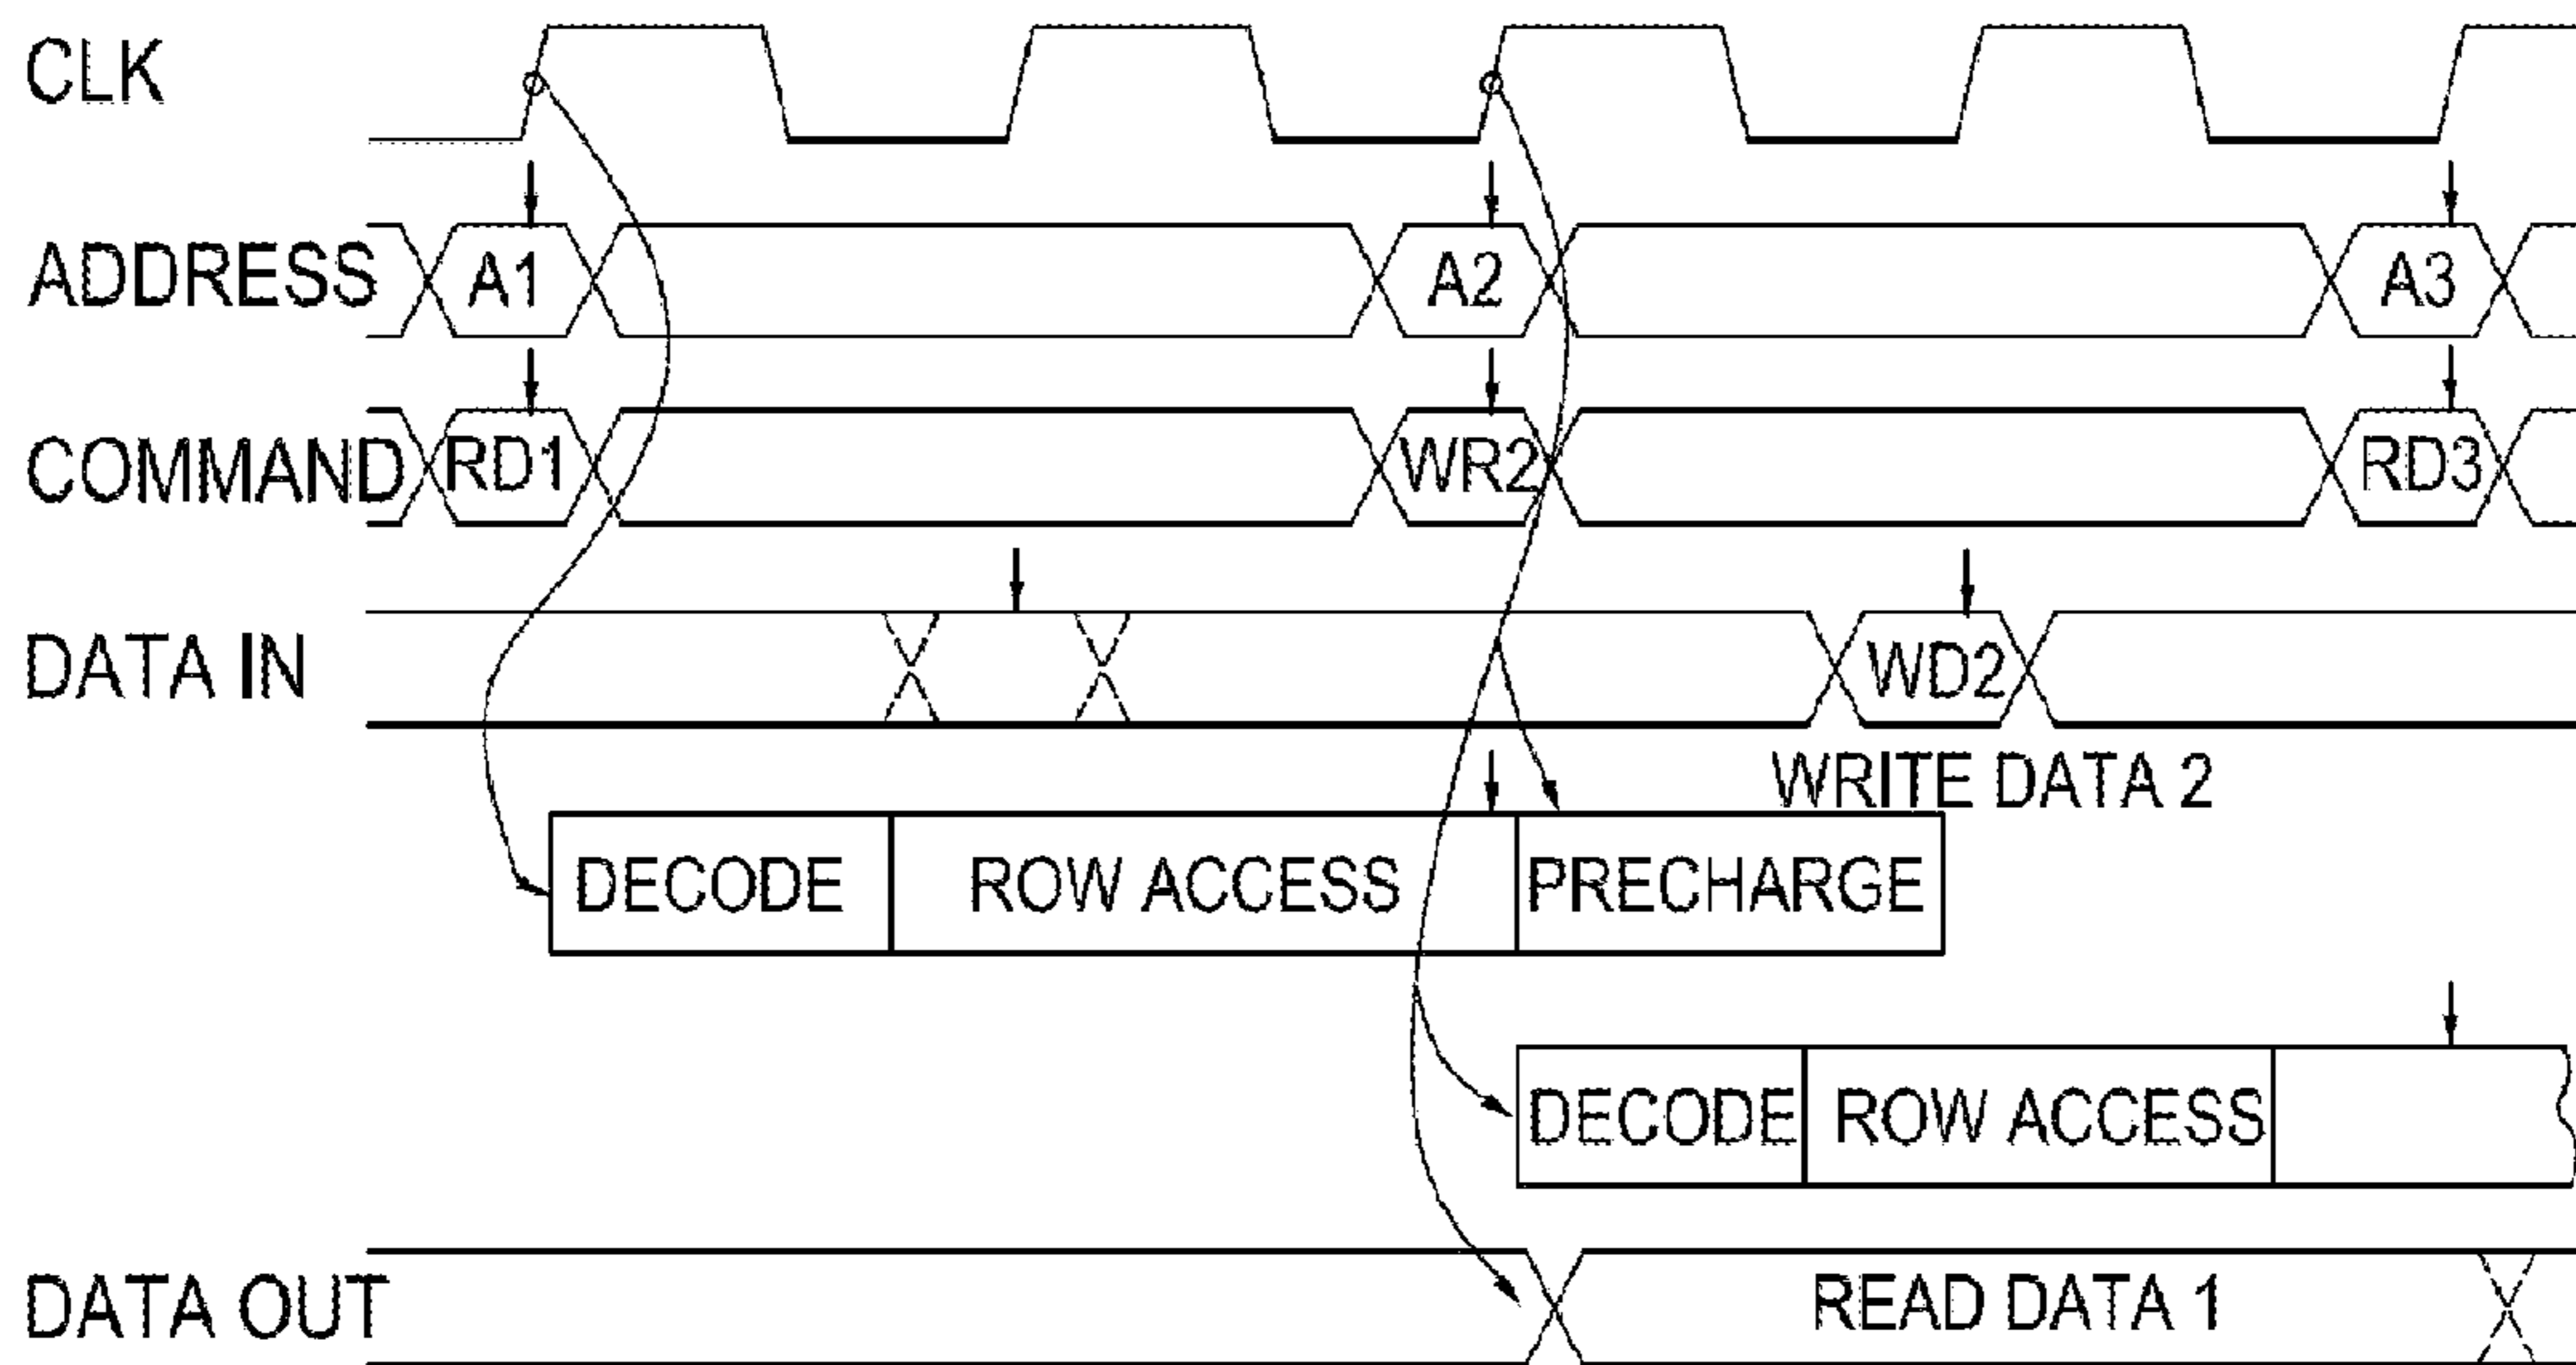 CLK
ADDRESS A1 A2 A3
COMMAND RD1 WR2 RD3
DATA IN WD2
WRITE DATA 2
DECODE ROW ACCESS PRECHARGE
DECODE ROW ACCESS
DATA OUT READ DATA 1